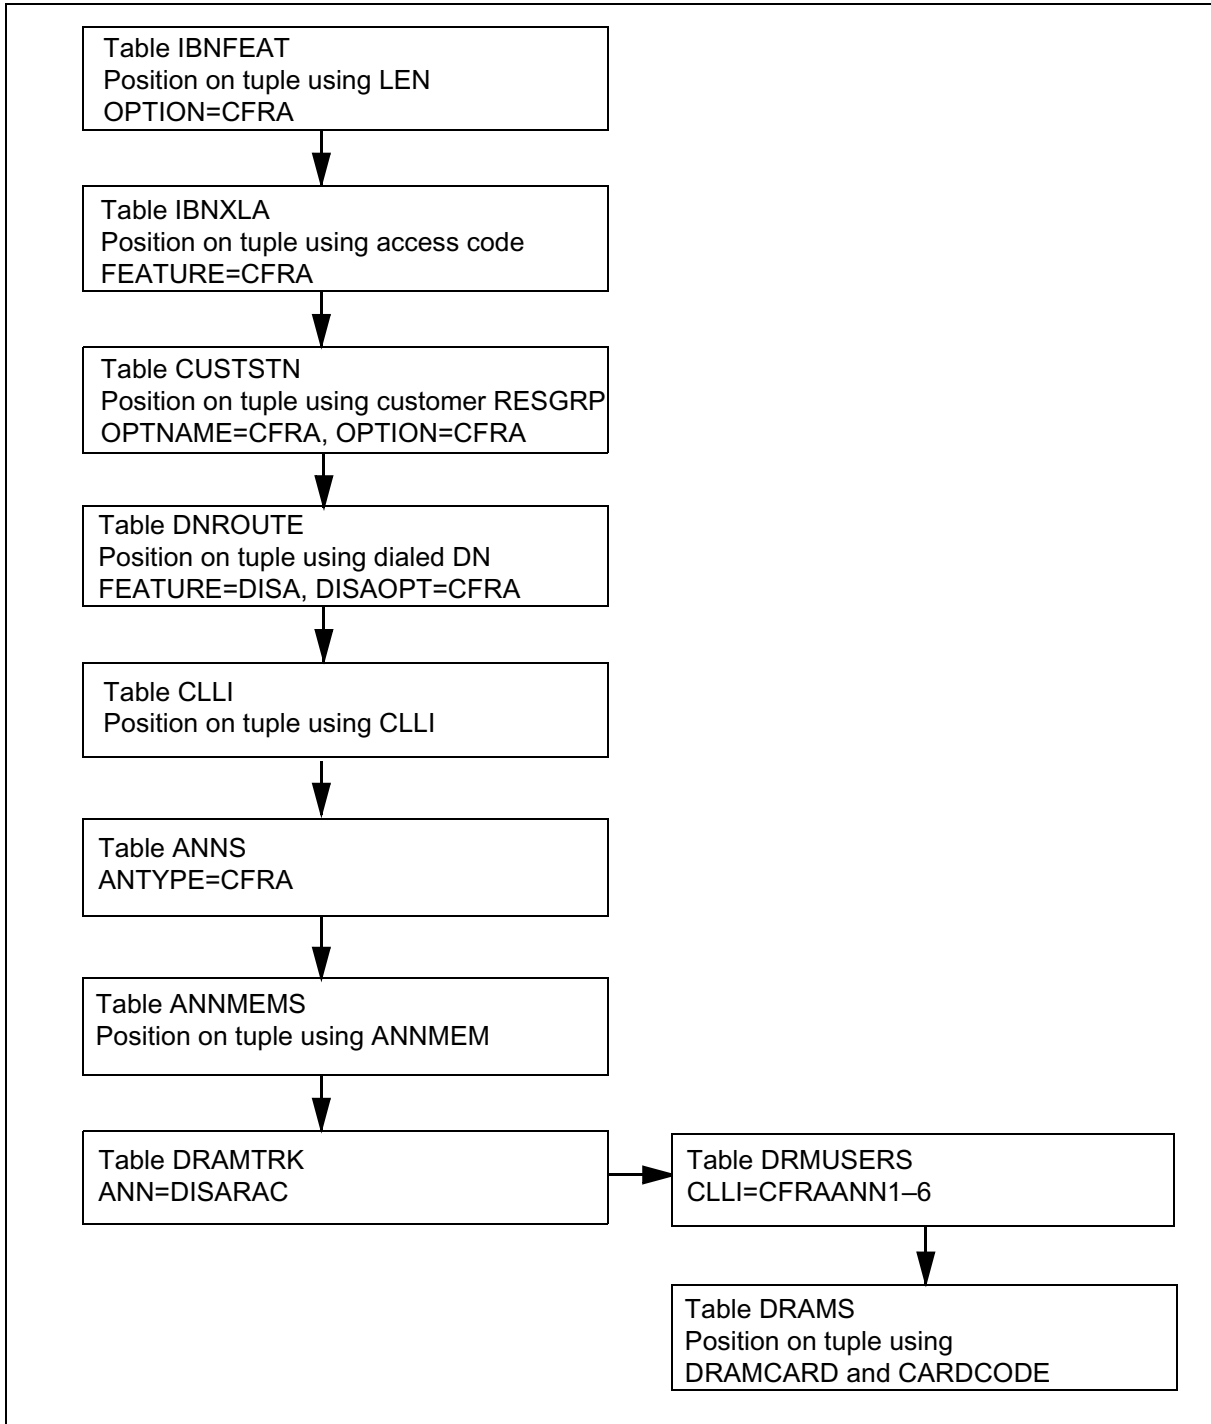 Table IBNFEAT
Position on tuple using LEN
OPTION=CFRA
Table IBNXLA
Position on tuple using access code
FEATURE=CFRA
Table CUSTSTN
Position on tuple using customer RESGRP
OPTNAME=CFRA, OPTION=CFRA
Table DNROUTE
Position on tuple using dialed DN
FEATURE=DISA, DISAOPT=CFRA
Table CLLI
Position on tuple using CLLI
Table ANNS
ANTYPE=CFRA
Table ANNMEMS
Position on tuple using ANNMEM
Table DRAMTRK
ANN=DISARAC
Table DRMUSERS
CLLI=CFRAANN1–6
Table DRAMS
Position on tuple using
DRAMCARD and CARDCODE